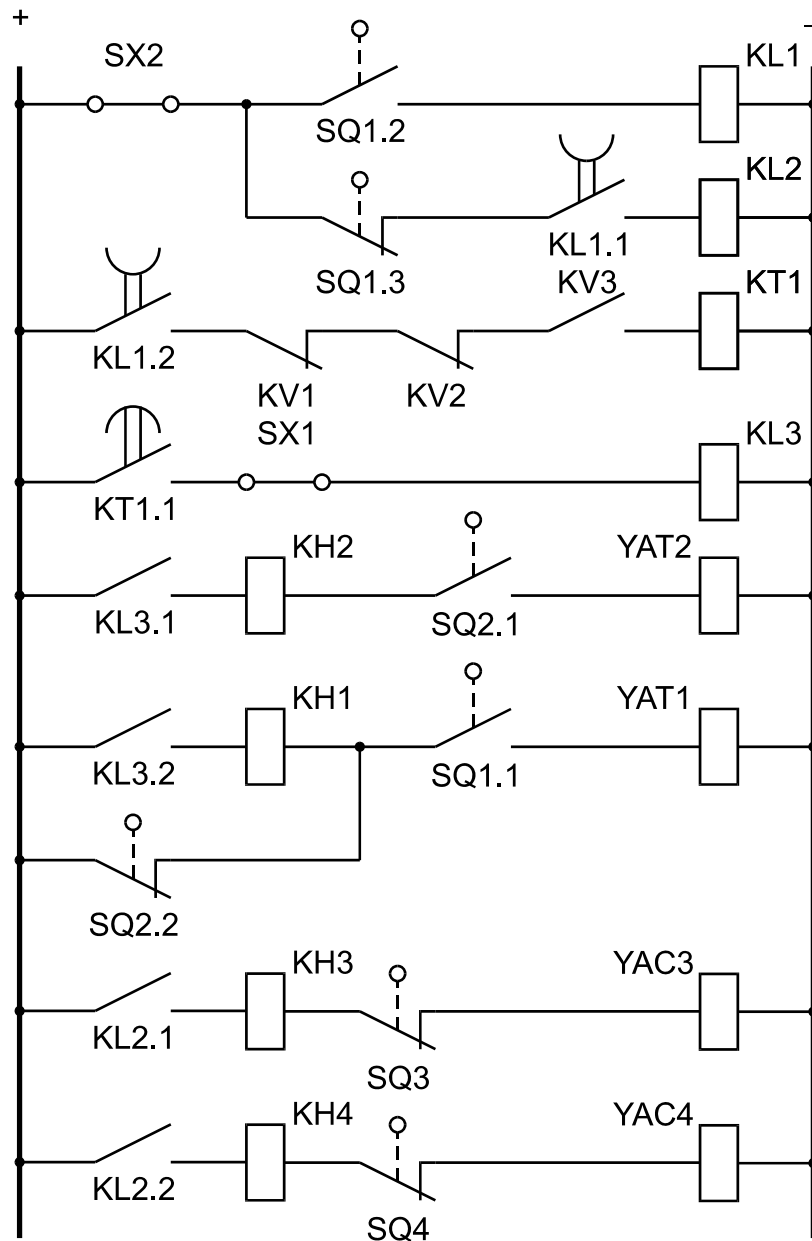 + −
SX2 KL1
SQ1.2
KL2
SQ1.3 KL1.1
KV3 KT1
KL1.2
KV1 KV2
SX1
KL3
KT1.1
KH2 YAT2
KL3.1 SQ2.1
KH1 YAT1
KL3.2 SQ1.1
SQ2.2
KH3 YAC3
KL2.1
SQ3
KH4 YAC4
KL2.2
SQ4